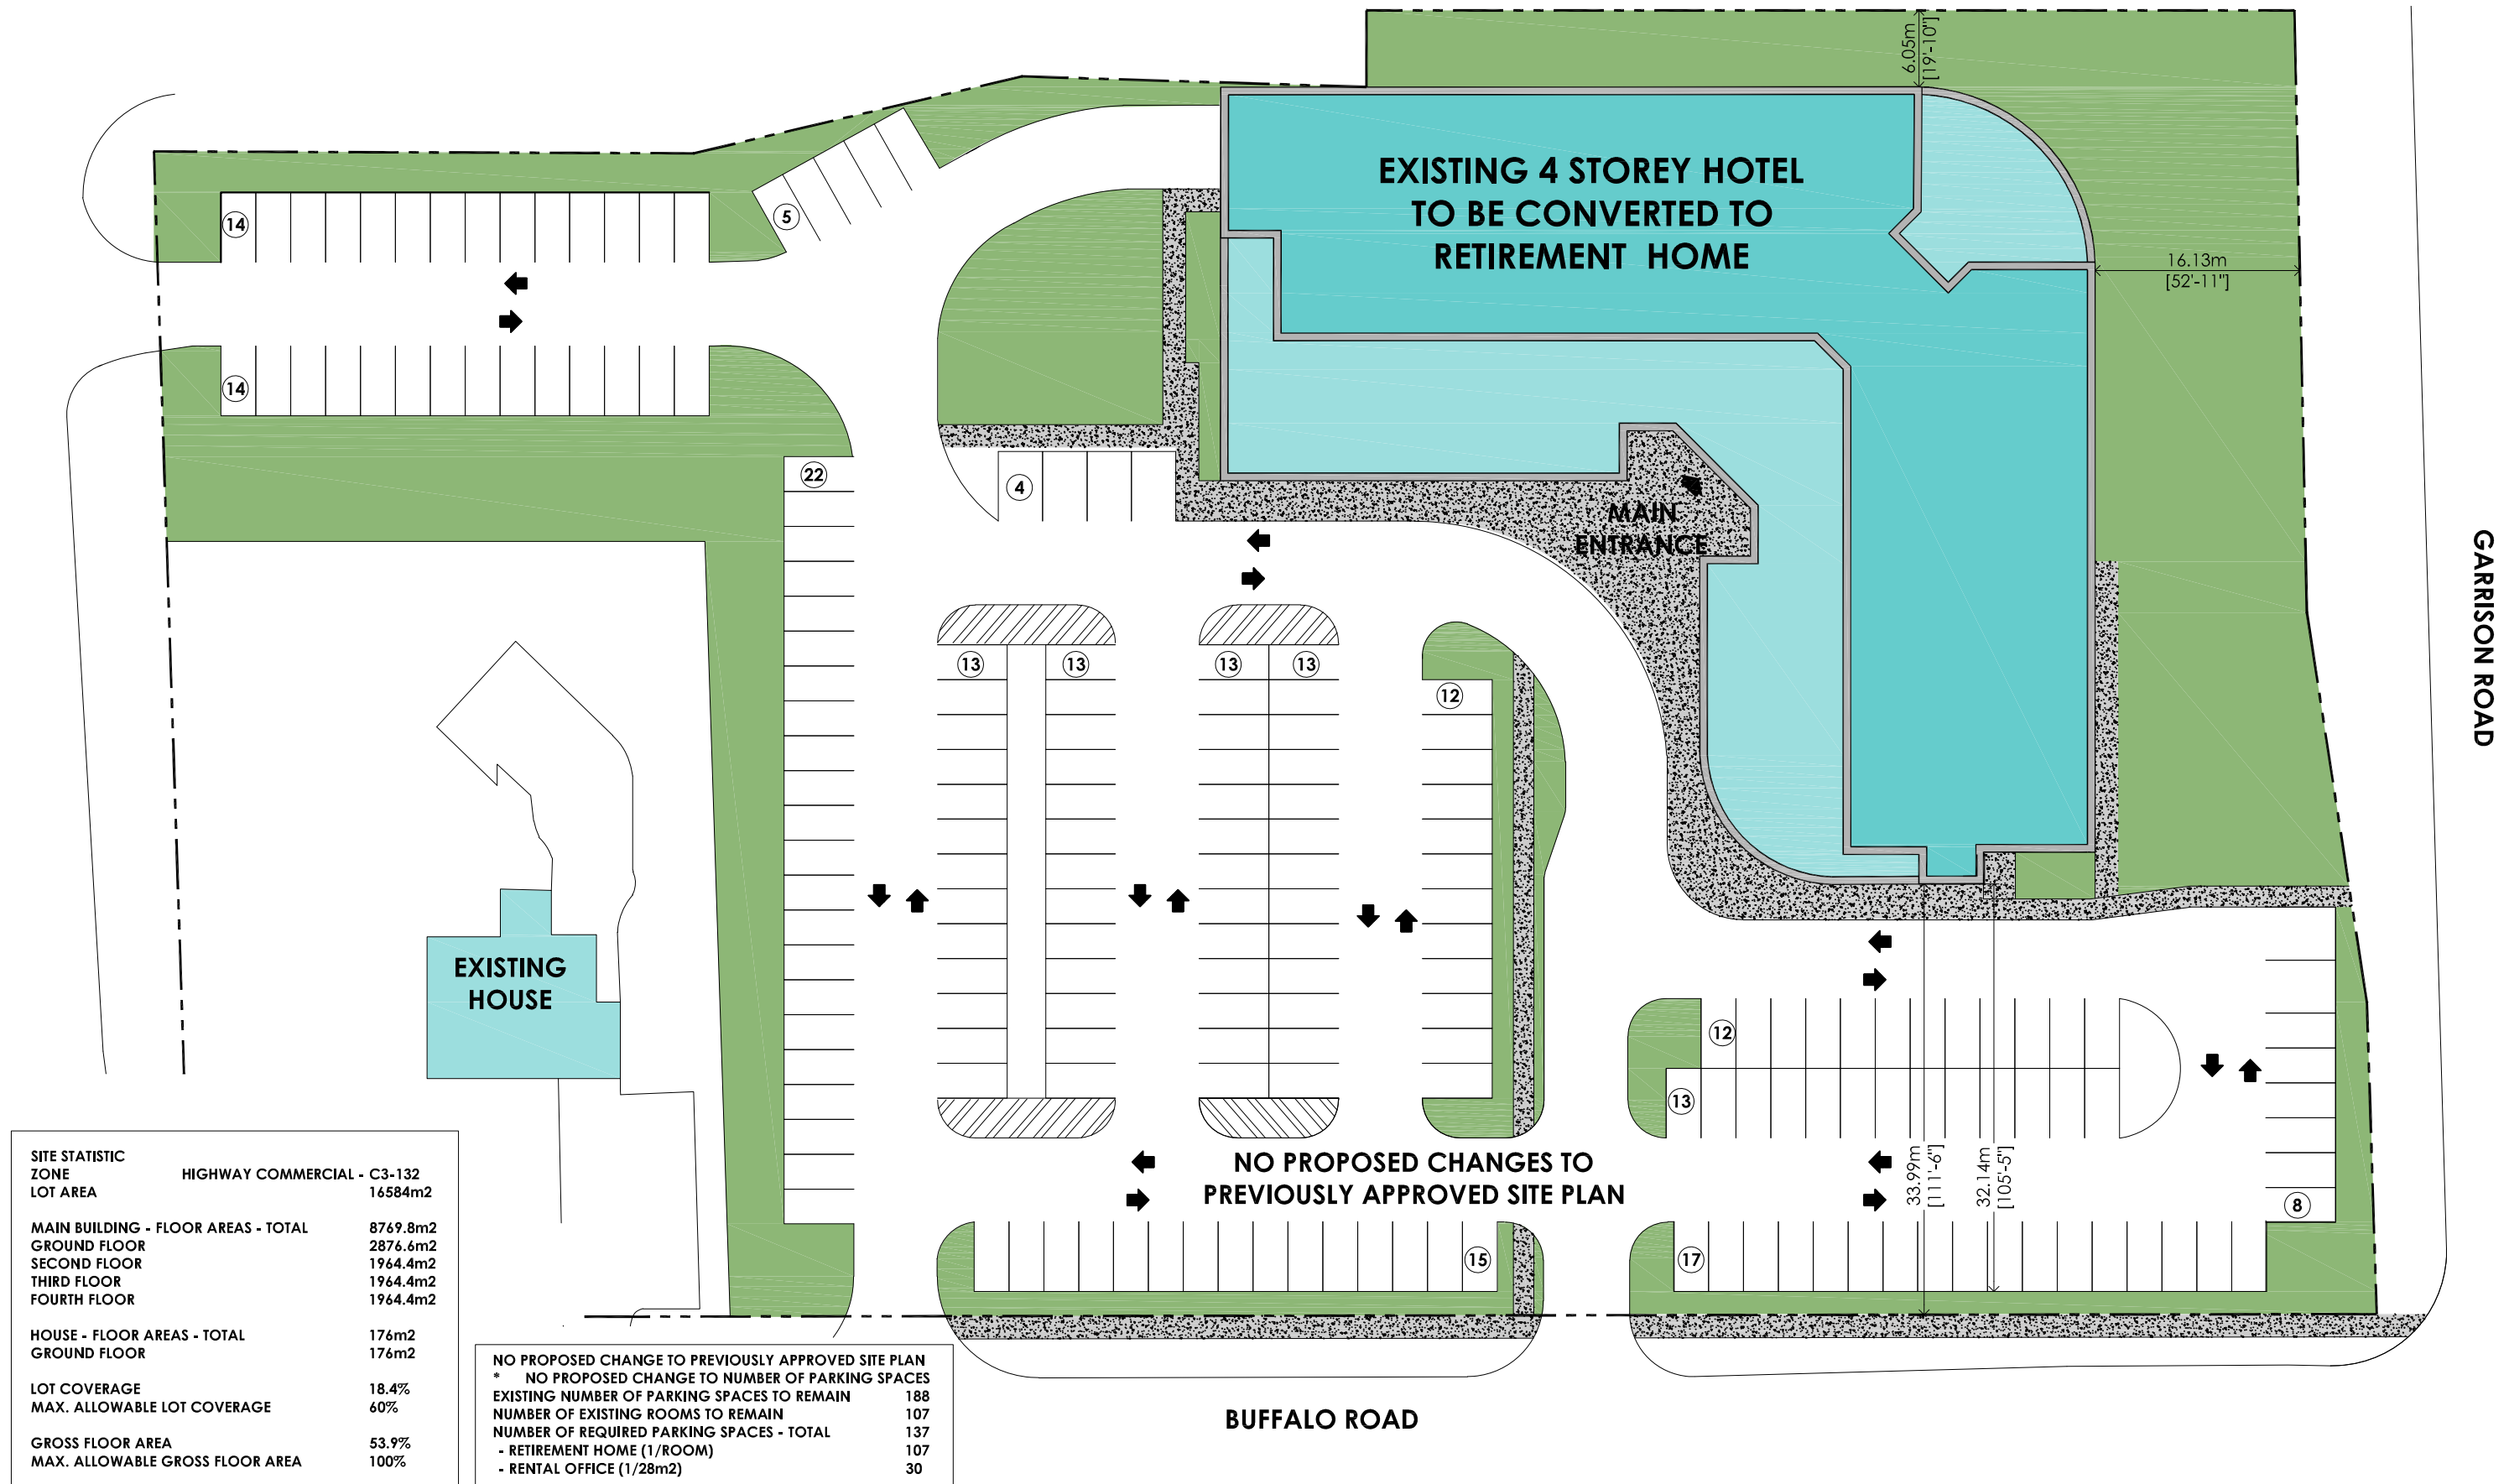 6.05m
[19'-10"]
EXISTING 4 STOREY HOTEL
TO BE CONVERTED TO
RETIREMENT HOME
16.13m
[52'-11"]
14
5
14
22
4
MAIN
ENTRANCE
GARRISON ROAD
13
13
13
13
12
EXISTING
HOUSE
12
13
NO PROPOSED CHANGES TO
PREVIOUSLY APPROVED SITE PLAN
33.99m
[111'-6"]
32.14m
[105'-5"]
8
15
17
BUFFALO ROAD
SITE STATISTIC
ZONE HIGHWAY COMMERCIAL - C3-132
LOT AREA 16584m2
MAIN BUILDING - FLOOR AREAS - TOTAL 8769.8m2
GROUND FLOOR 2876.6m2
SECOND FLOOR 1964.4m2
THIRD FLOOR 1964.4m2
FOURTH FLOOR 1964.4m2
HOUSE - FLOOR AREAS - TOTAL 176m2
GROUND FLOOR 176m2
LOT COVERAGE 18.4%
MAX. ALLOWABLE LOT COVERAGE 60%
GROSS FLOOR AREA 53.9%
MAX. ALLOWABLE GROSS FLOOR AREA 100%
NO PROPOSED CHANGE TO PREVIOUSLY APPROVED SITE PLAN
* NO PROPOSED CHANGE TO NUMBER OF PARKING SPACES
EXISTING NUMBER OF PARKING SPACES TO REMAIN 188
NUMBER OF EXISTING ROOMS TO REMAIN 107
NUMBER OF REQUIRED PARKING SPACES - TOTAL 137
- RETIREMENT HOME (1/ROOM) 107
- RENTAL OFFICE (1/28m2) 30